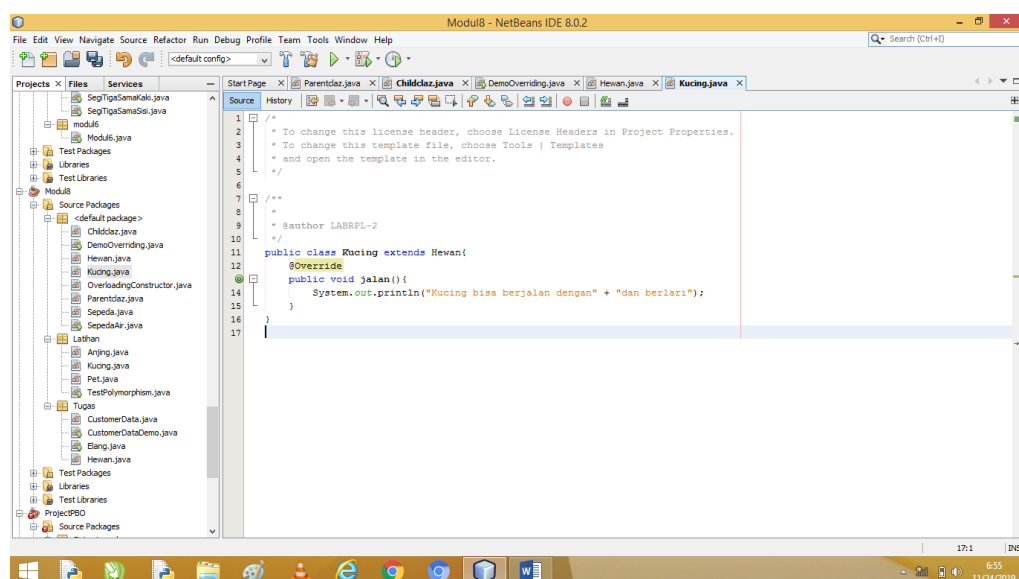 Modul8 - NetBeans IDE 8.0.2
File Edit View Navigate Source Refactor Run Debug Profile Team Tools Window Help
Search (Ctrl+I)
<default config>
Projects Files Services
Start Page Parentclaz.java Childclaz.java DemoOverriding.java Hewan.java Kucing.java
Source History
SegiTigaSamaKaki.java
SegiTigaSamaSisi.java
modul6
Modul6.java
Test Packages
Libraries
Test Libraries
Modul8
Source Packages
<default package>
Childclaz.java
DemoOverriding.java
Hewan.java
Kucing.java
OverloadingConstructor.java
Parentclaz.java
Sepeda.java
SepedaAir.java
Latihan
Anjing.java
Kucing.java
Pet.java
TestPolymorphism.java
Tugas
CustomerData.java
CustomerDataDemo.java
Elang.java
Hewan.java
Test Packages
Libraries
Test Libraries
ProjectPBO
Source Packages
1 /*
2 * To change this license header, choose License Headers in Project Properties.
3 * To change this template file, choose Tools | Templates
4 * and open the template in the editor.
5 */
6
7 /**
8 *
9 * @author LABRPL-2
10 */
11 public class Kucing extends Hewan{
12 @Override
public void jalan(){
14 System.out.println("Kucing bisa berjalan dengan" + "dan berlari");
15 }
16 }
17
17:1 INS
6:55
11/24/2019